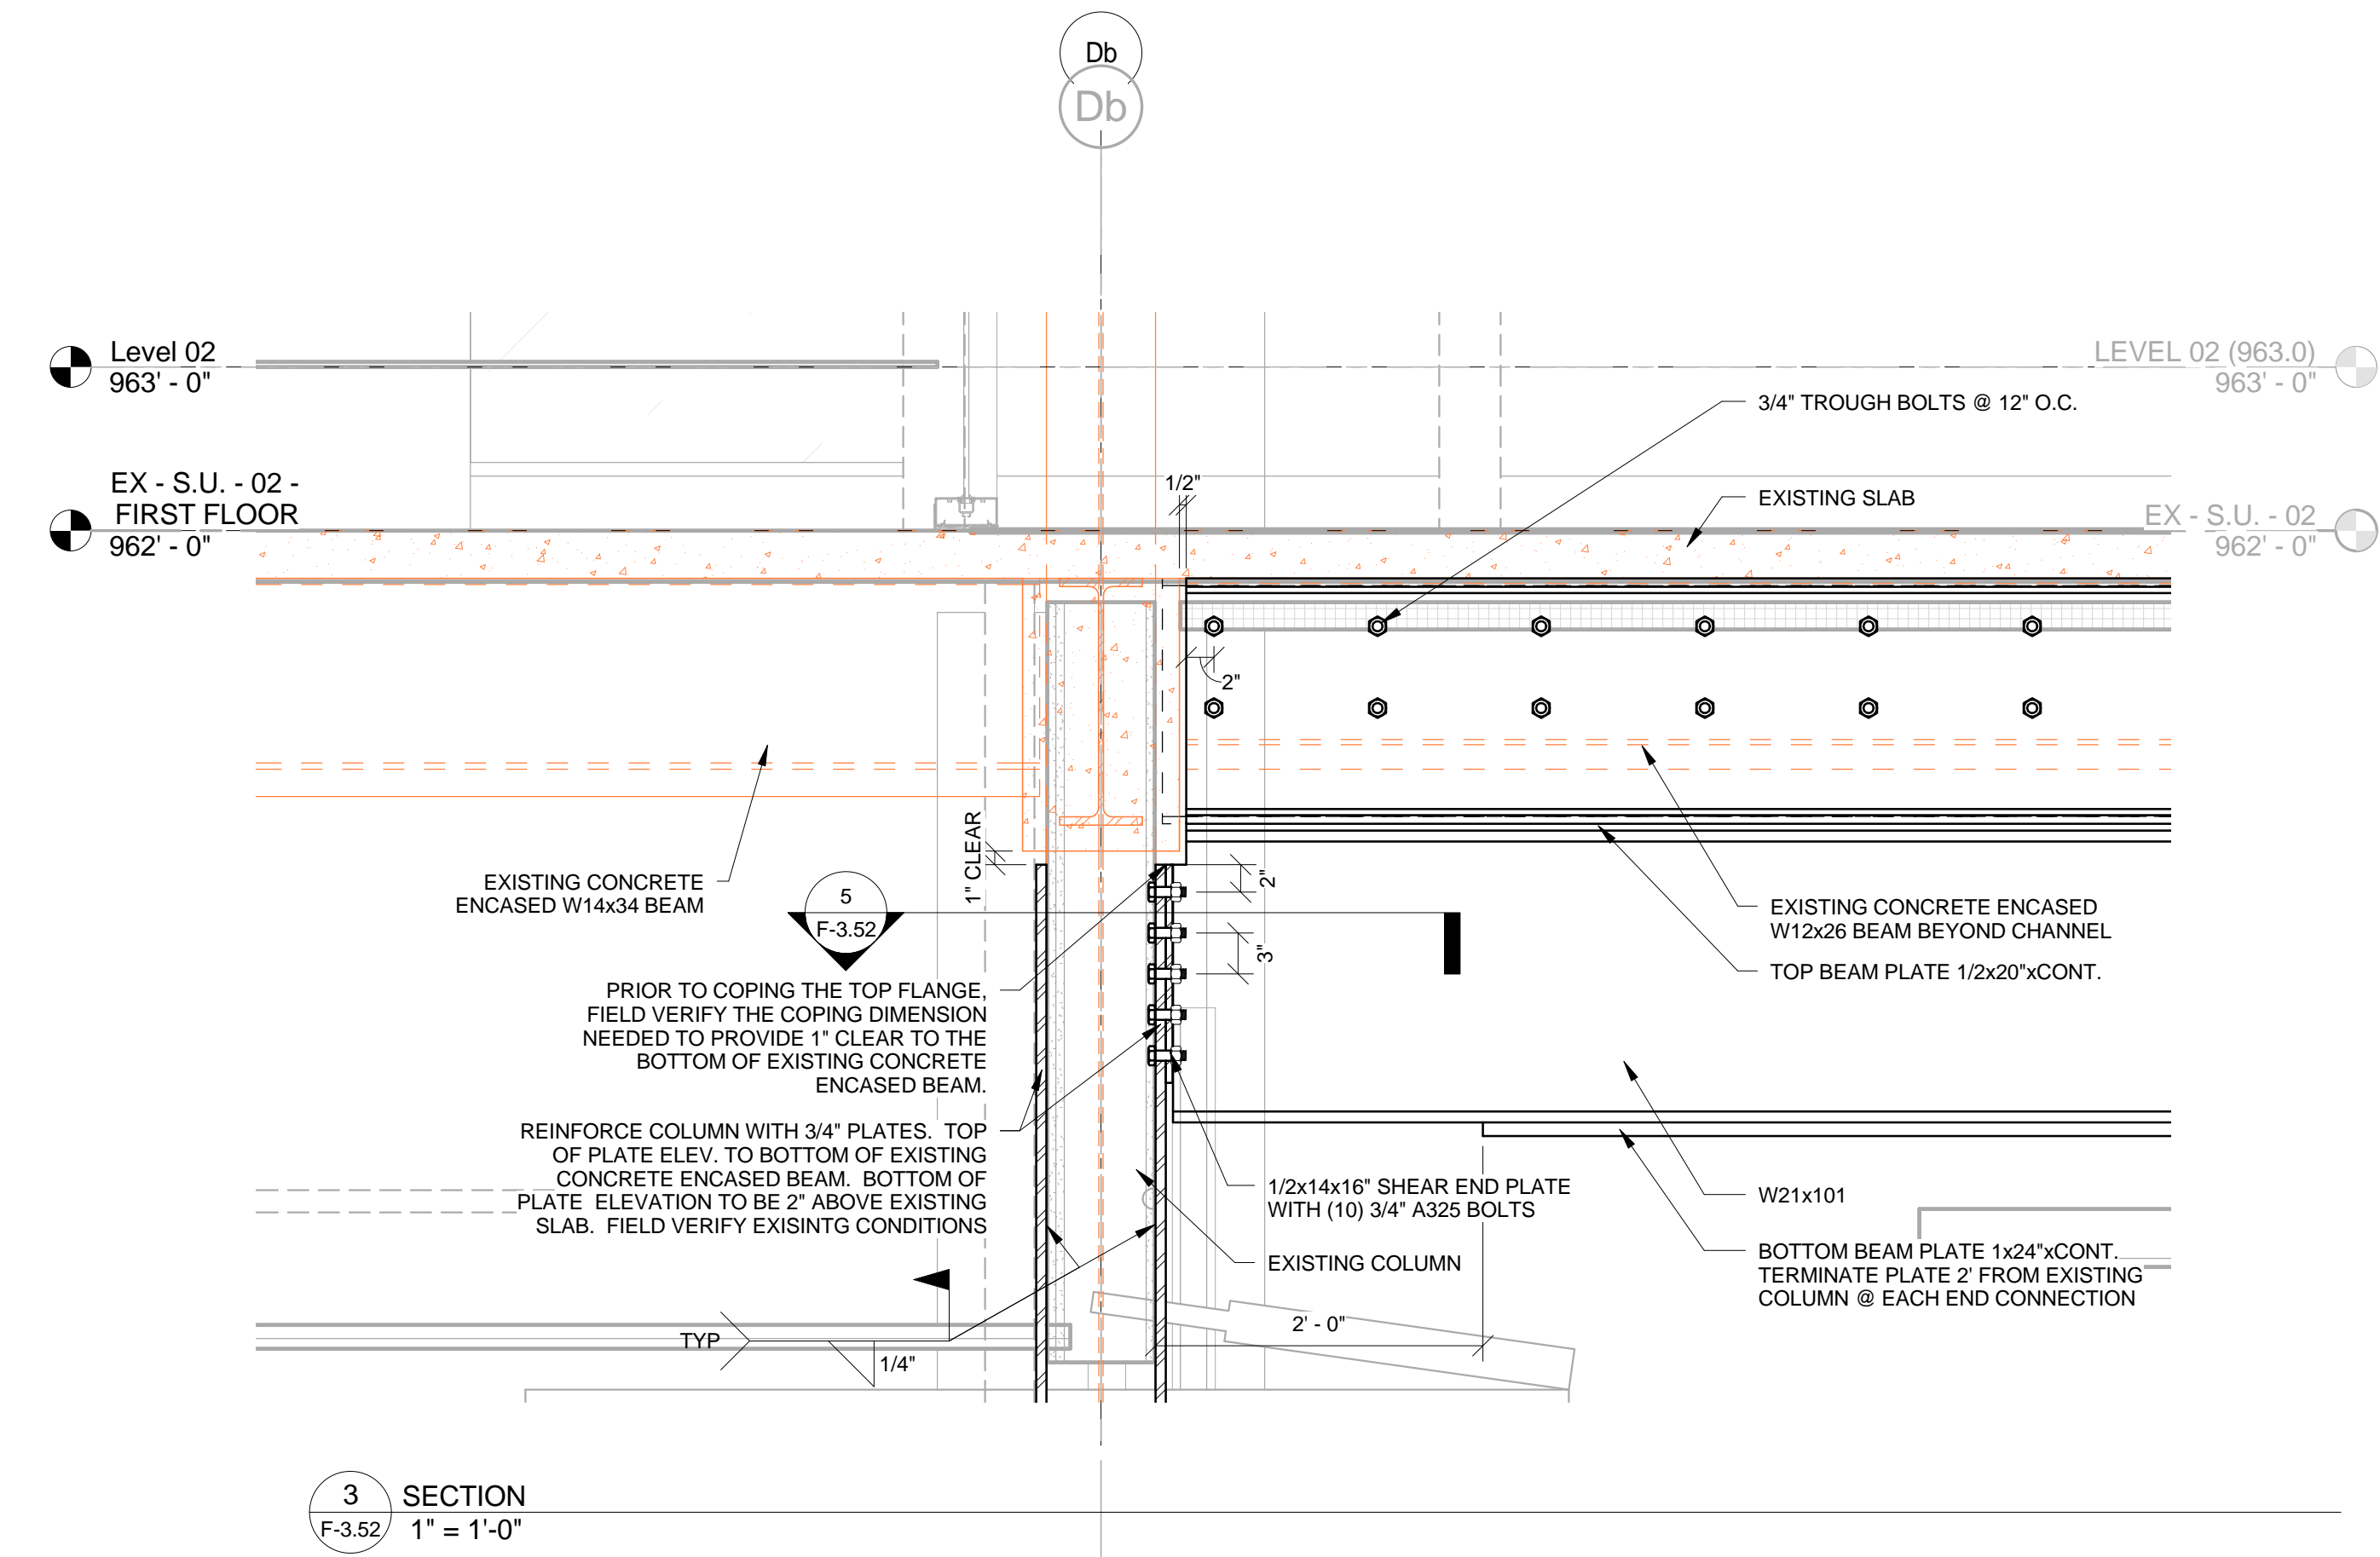 Db
Db
Level 02
963' - 0"
LEVEL 02 (963.0)
963' - 0"
3/4" TROUGH BOLTS @ 12" O.C.
EX - S.U. - 02 -
FIRST FLOOR
962' - 0"
1/2"
EXISTING SLAB
EX - S.U. - 02
962' - 0"
2"
1" CLEAR
EXISTING CONCRETE
ENCASED W14x34 BEAM
5
F-3.52
2"
3"
EXISTING CONCRETE ENCASED
W12x26 BEAM BEYOND CHANNEL
TOP BEAM PLATE 1/2x20"xCONT.
PRIOR TO COPING THE TOP FLANGE,
FIELD VERIFY THE COPING DIMENSION
NEEDED TO PROVIDE 1" CLEAR TO THE
BOTTOM OF EXISTING CONCRETE
ENCASED BEAM.
REINFORCE COLUMN WITH 3/4" PLATES.  TOP
OF PLATE ELEV. TO BOTTOM OF EXISTING
CONCRETE ENCASED BEAM.  BOTTOM OF
PLATE  ELEVATION TO BE 2" ABOVE EXISTING
SLAB.  FIELD VERIFY EXISINTG CONDITIONS
1/2x14x16" SHEAR END PLATE
WITH (10) 3/4" A325 BOLTS
EXISTING COLUMN
W21x101
BOTTOM BEAM PLATE 1x24"xCONT.
TERMINATE PLATE 2' FROM EXISTING
COLUMN @ EACH END CONNECTION
2' - 0"
TYP
1/4"
3
F-3.52
SECTION
1" = 1'-0"